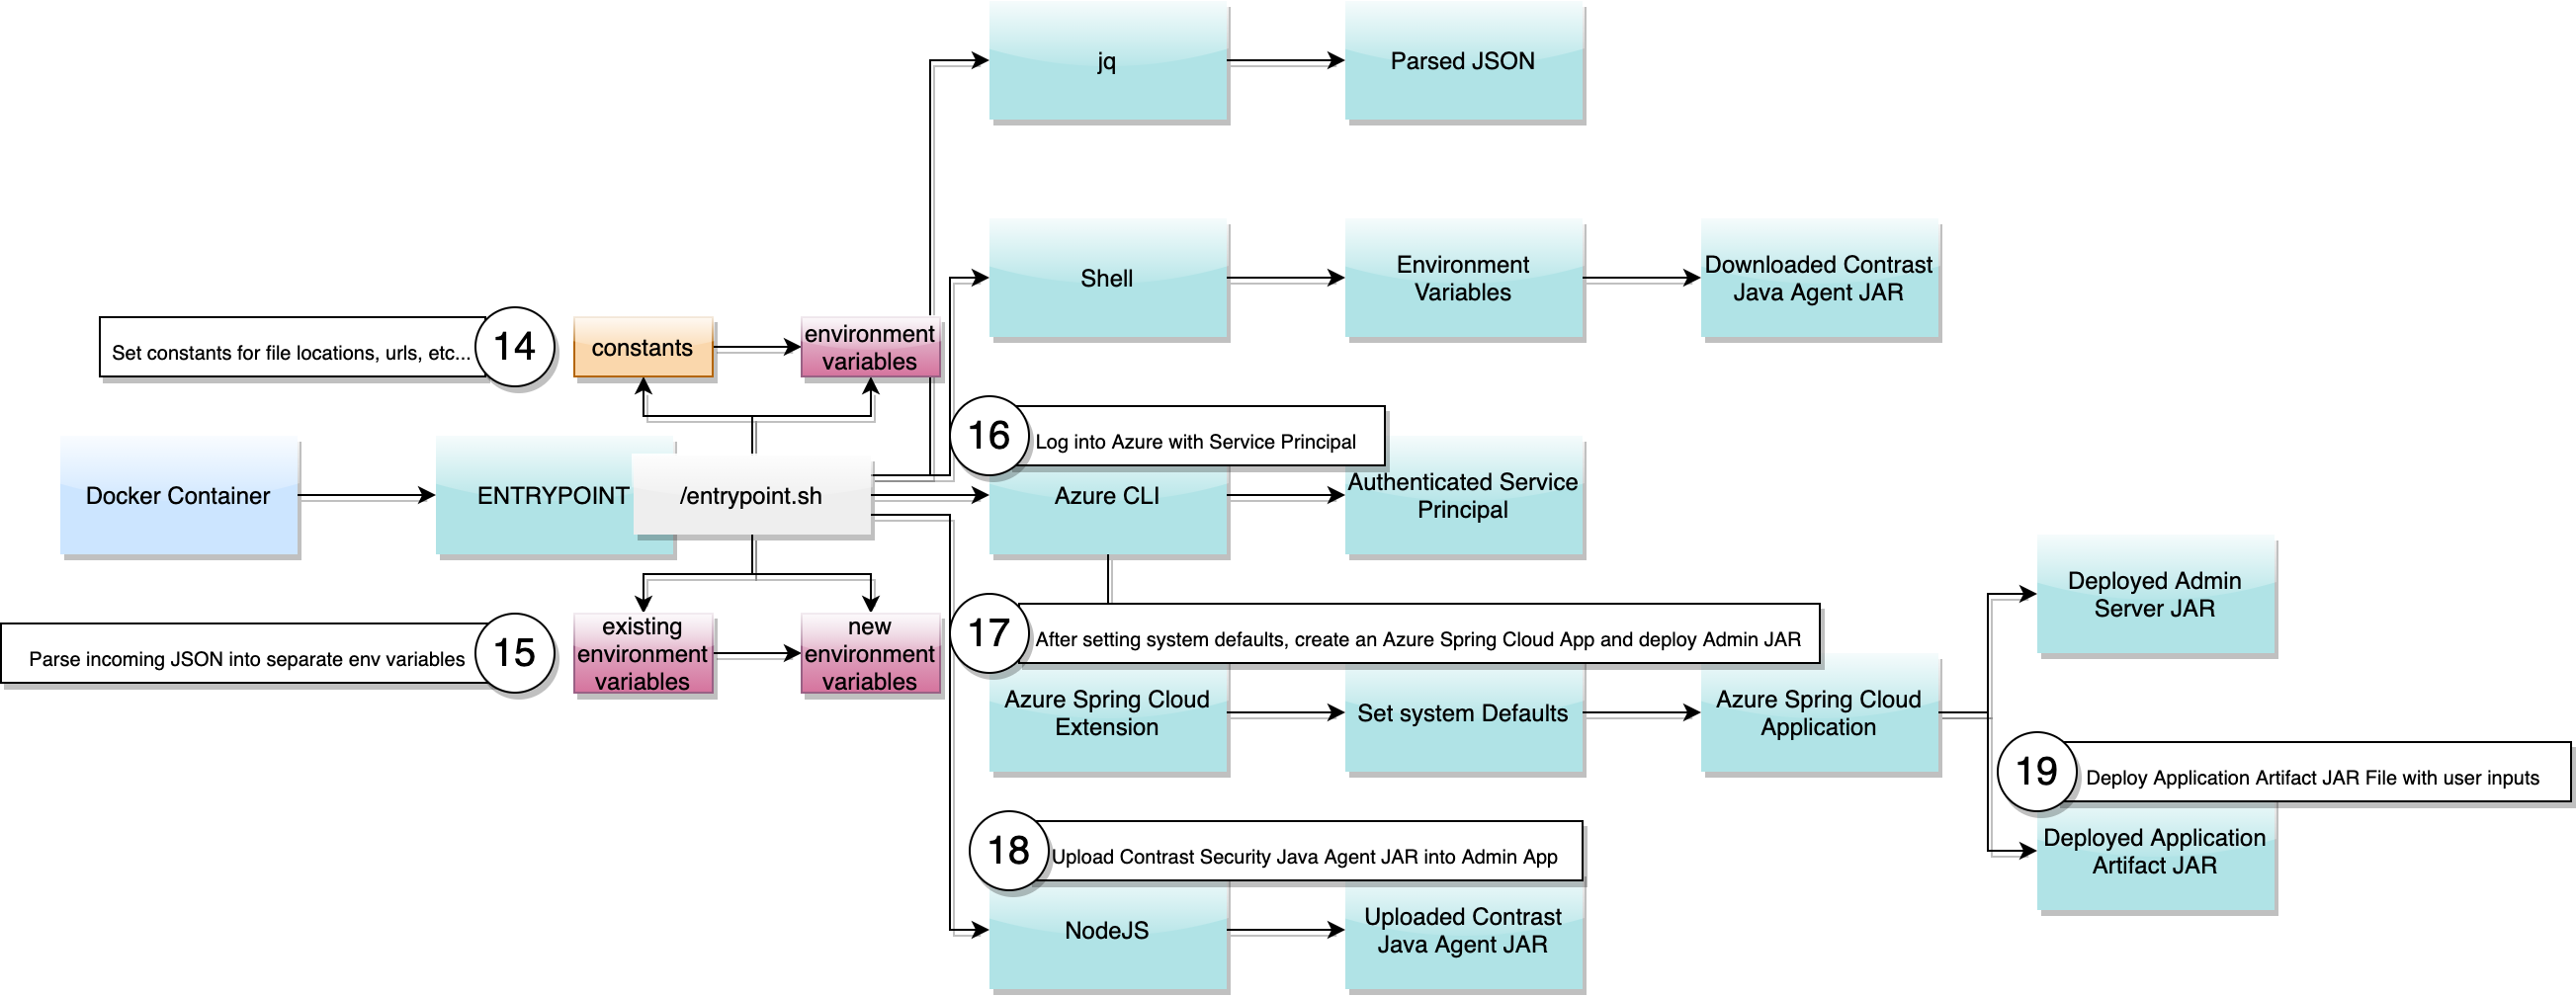 jq
Parsed JSON
Shell
Environment
Variables
Downloaded Contrast
Java Agent JAR
Set constants for file locations, urls, etc...
14
constants
environment
variables
16
Log into Azure with Service Principal
Docker Container
ENTRYPOINT
/entrypoint.sh
Azure CLI
Authenticated Service
Principal
Parse incoming JSON into separate env variables
15
existing
environment
variables
new
environment
variables
17
After setting system defaults, create an Azure Spring Cloud App and deploy Admin JAR
Deployed Admin
Server JAR
Azure Spring Cloud
Extension
Set system Defaults
Azure Spring Cloud
Application
19
Deploy Application Artifact JAR File with user inputs
18
Upload Contrast Security Java Agent JAR into Admin App
Deployed Application
Artifact JAR
NodeJS
Uploaded Contrast
Java Agent JAR